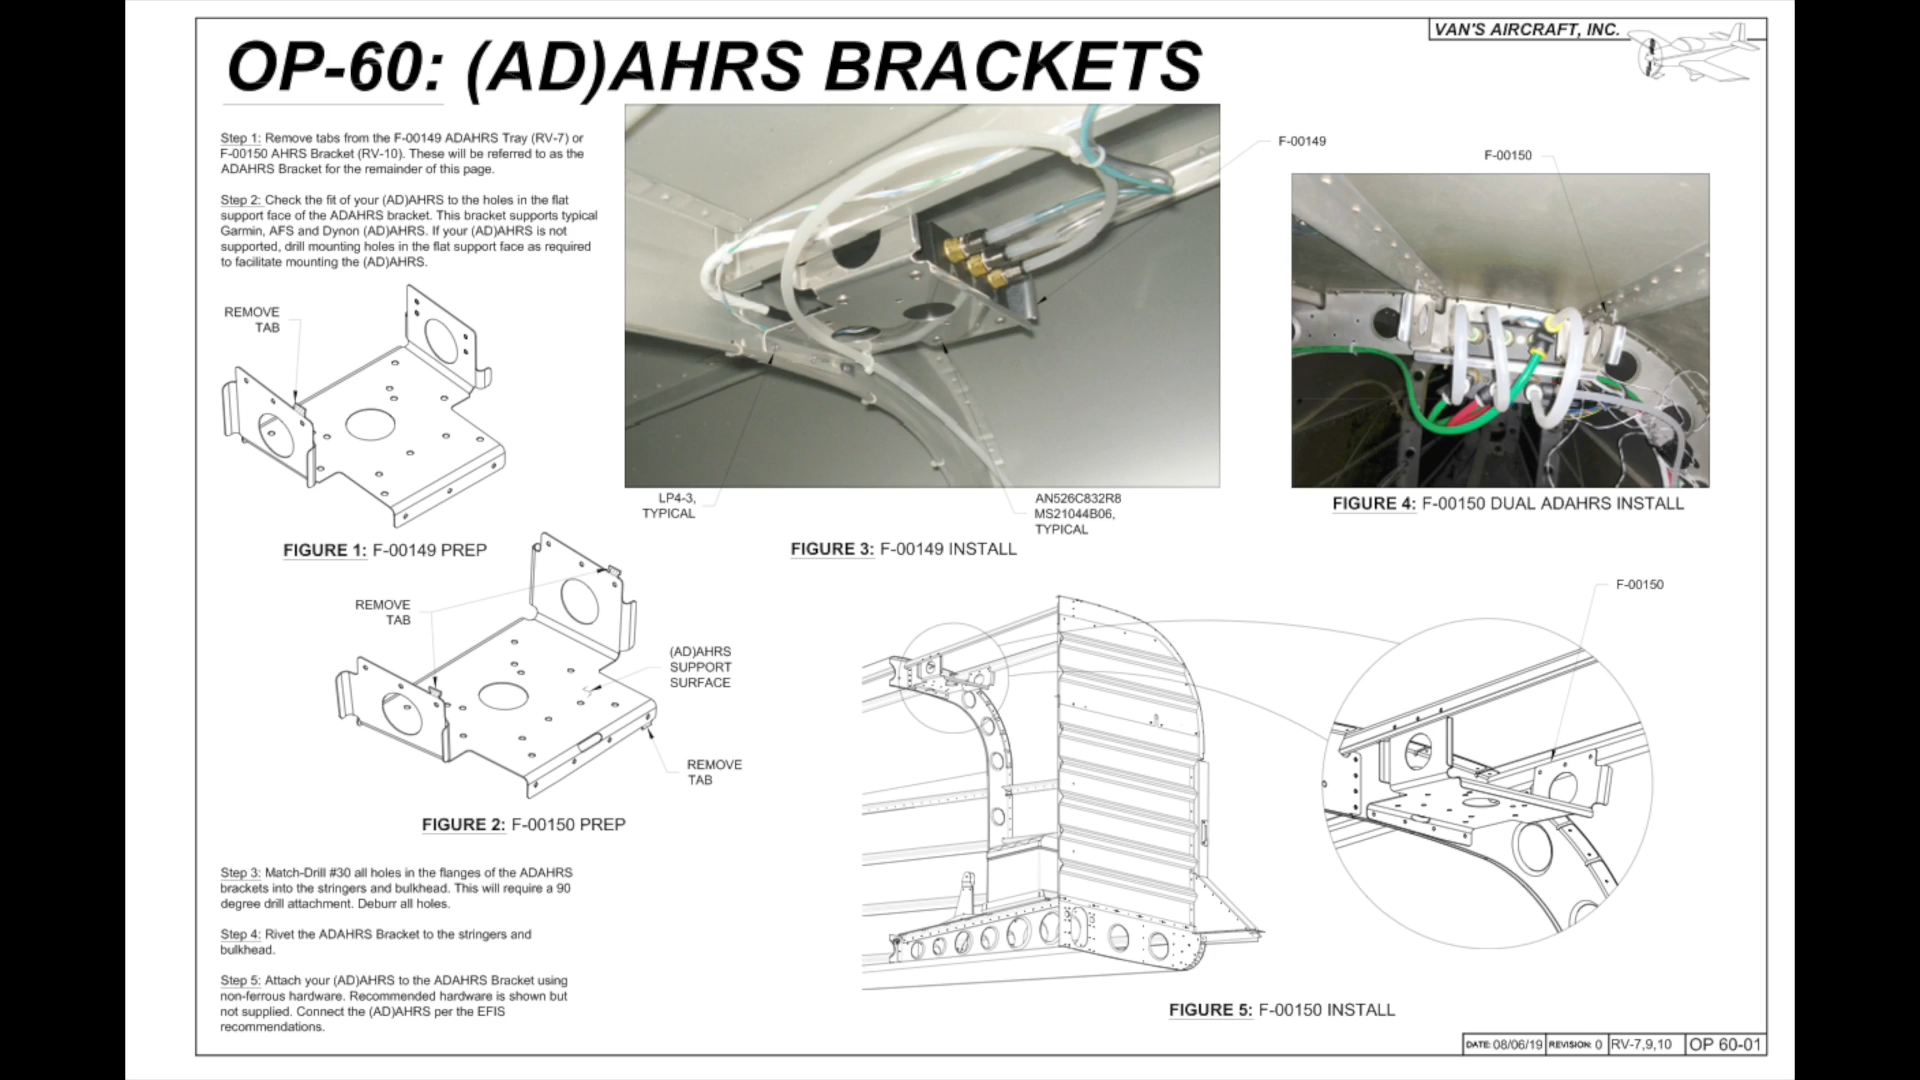 VAN'S AIRCRAFT, INC.
OP-60: (AD)AHRS BRACKETS
Step 1: Remove tabs from the F-00149 ADAHRS Tray (RV-7) or
F-00150 AHRS Bracket (RV-10). These will be referred to as the
ADAHRS Bracket for the remainder of this page.
Step 2: Check the fit of your (AD)AHRS to the holes in the flat
support face of the ADAHRS bracket. This bracket supports typical
Garmin, AFS and Dynon (AD)AHRS. If your (AD)AHRS is not
supported, drill mounting holes in the flat support face as required
to facilitate mounting the (AD)AHRS.
REMOVE
TAB
FIGURE 1: F-00149 PREP
F-00149
LP4-3,
TYPICAL
AN526C832R8
MS21044B06,
TYPICAL
FIGURE 3: F-00149 INSTALL
F-00150
FIGURE 4: F-00150 DUAL ADAHRS INSTALL
REMOVE
TAB
(AD)AHRS
SUPPORT
SURFACE
REMOVE
TAB
FIGURE 2: F-00150 PREP
F-00150
FIGURE 5: F-00150 INSTALL
Step 3: Match-Drill #30 all holes in the flanges of the ADAHRS
brackets into the stringers and bulkhead. This will require a 90
degree drill attachment. Deburr all holes.
Step 4: Rivet the ADAHRS Bracket to the stringers and
bulkhead.
Step 5: Attach your (AD)AHRS to the ADAHRS Bracket using
non-ferrous hardware. Recommended hardware is shown but
not supplied. Connect the (AD)AHRS per the EFIS
recommendations.
DATE: 08/06/19 REVISION: 0 RV-7,9,10 OP 60-01